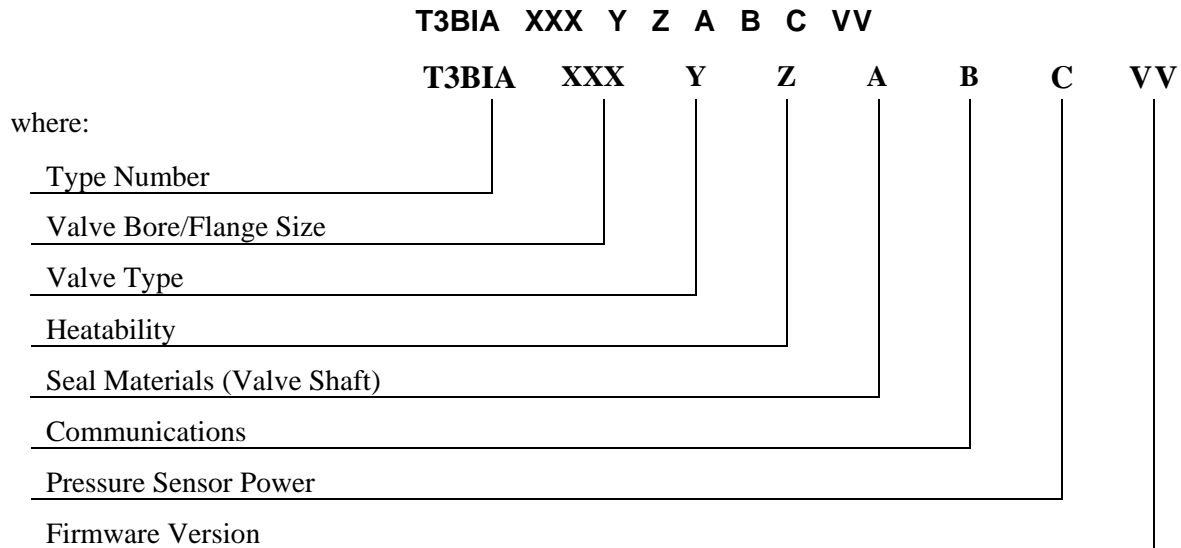 T3BIA XXX Y Z A B C VV
T3BIA XXX Y Z A B C VV
where:
Type Number
Valve Bore/Flange Size
Valve Type
Heatability
Seal Materials (Valve Shaft)
Communications
Pressure Sensor Power
Firmware Version